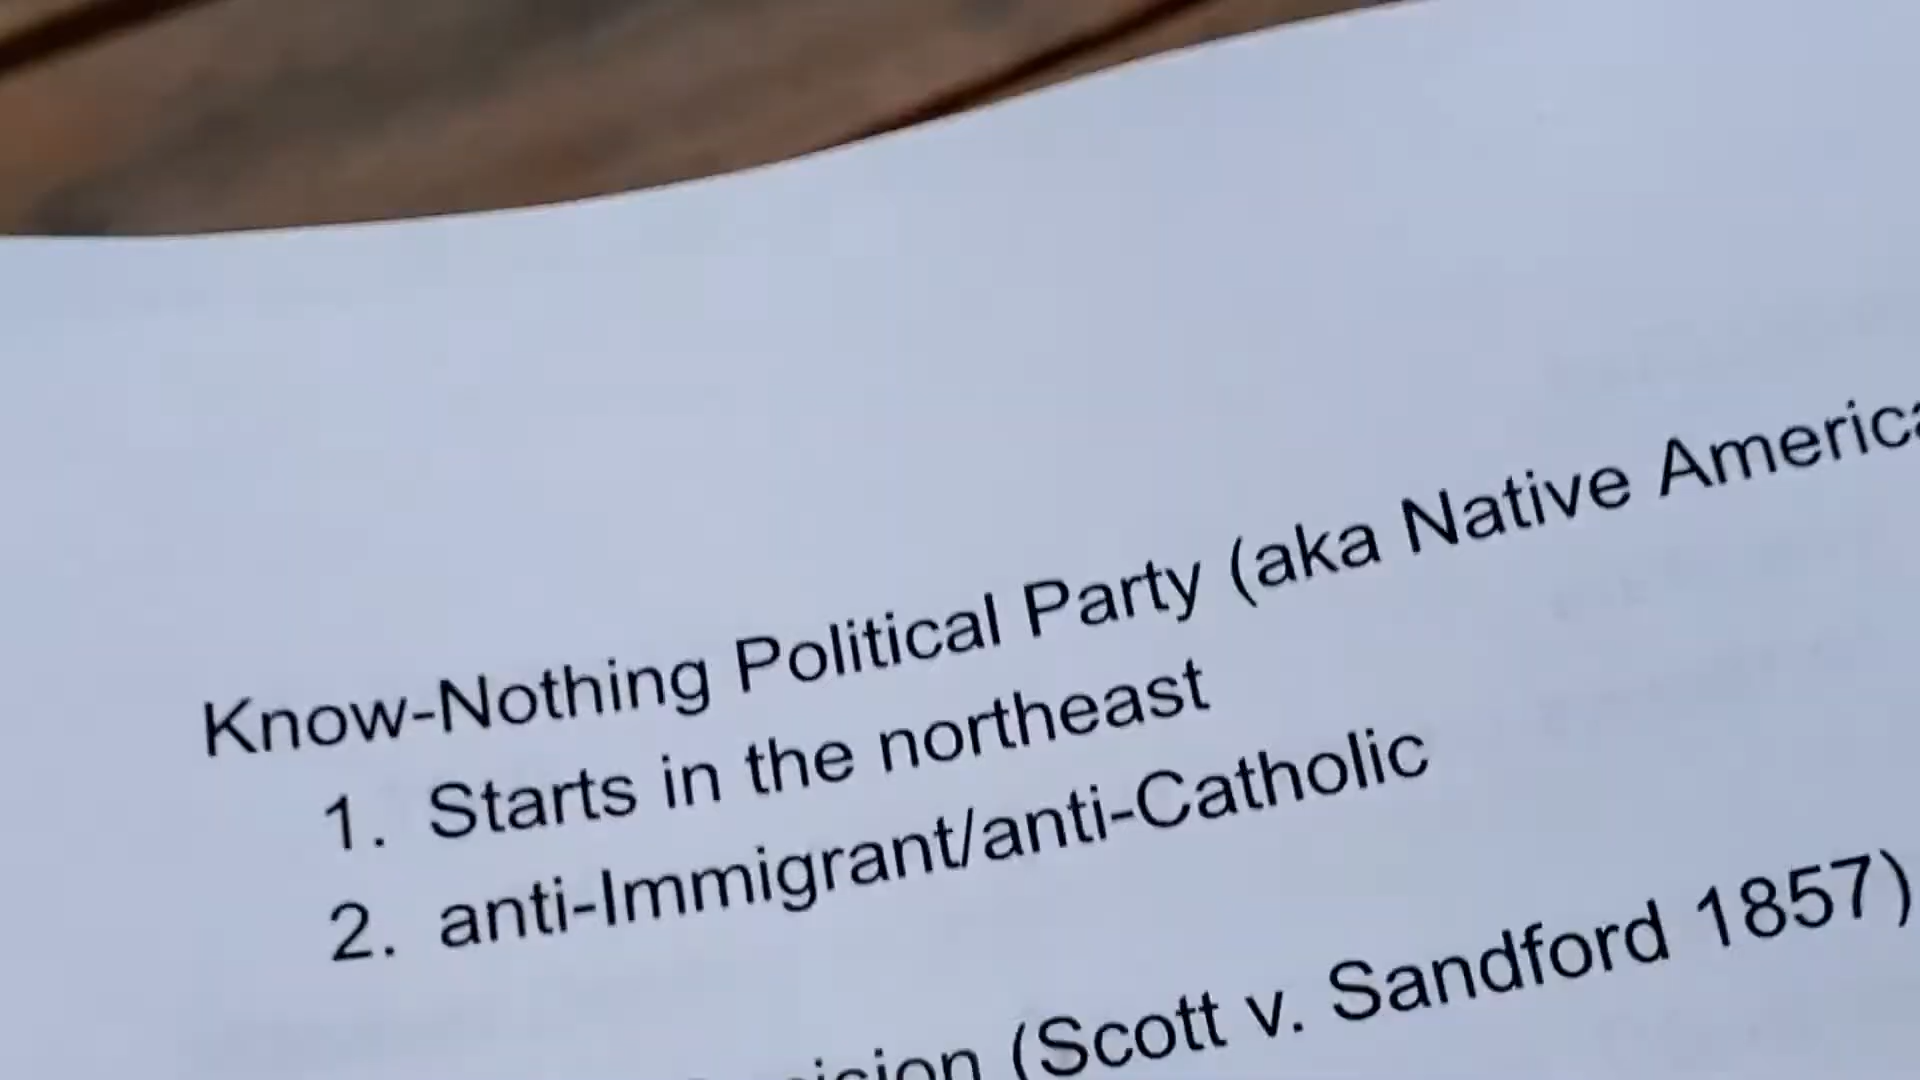 Know-Nothing Political Party (aka Native America
1. Starts in the northeast
2. anti-Immigrant/anti-Catholic
(Scott v. Sandford 1857)